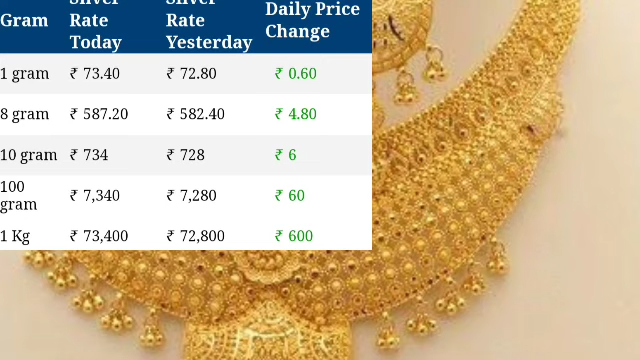 Gram Silver Rate Today Silver Rate Yesterday Daily Price Change
1 gram ₹ 73.40 ₹ 72.80 ₹ 0.60
8 gram ₹ 587.20 ₹ 582.40 ₹ 4.80
10 gram ₹ 734 ₹ 728 ₹ 6
100 gram ₹ 7,340 ₹ 7,280 ₹ 60
1 Kg ₹ 73,400 ₹ 72,800 ₹ 600